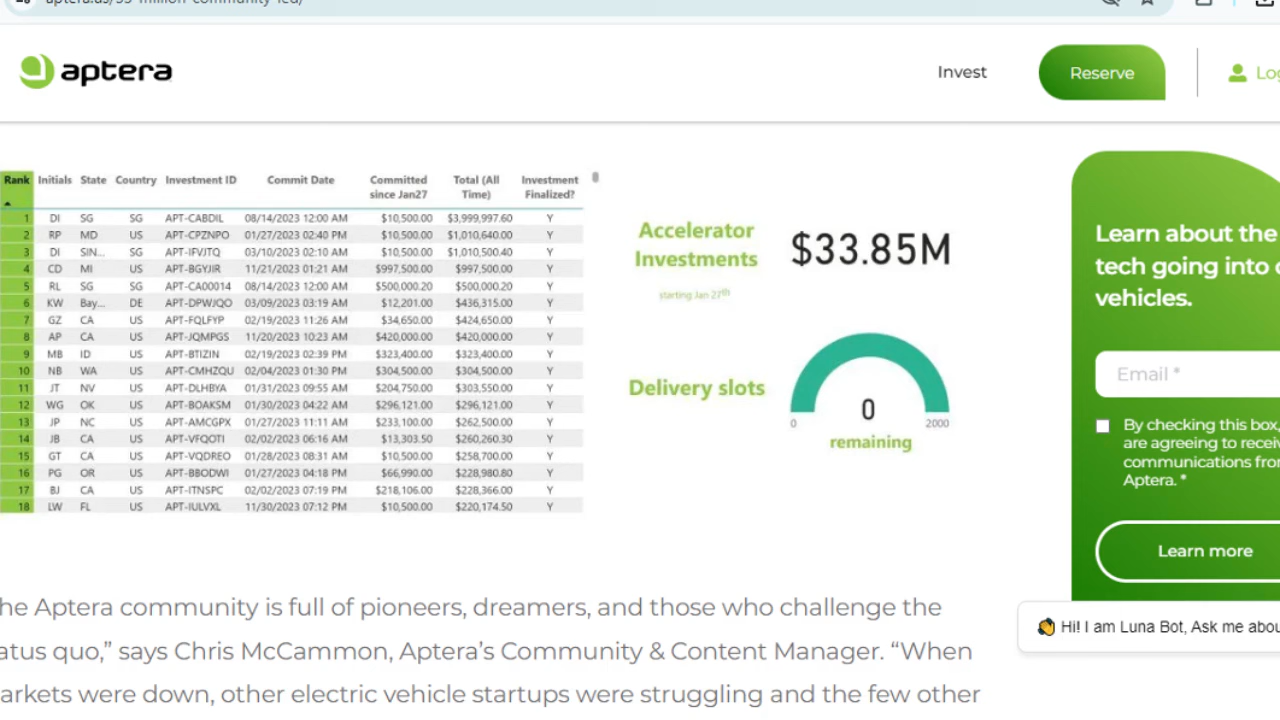 aptera.us/33-million-community-led/
aptera
Invest
Reserve
Rank Initials State Country Investment ID Commit Date Committed since Jan27 Total (All Time) Investment Finalized?
1 DI SG SG APT-CABDIL 08/14/2023 12:00 AM $10,500.00 $3,999,997.60 Y
2 RP MD US APT-CPZNPO 01/27/2023 02:40 PM $10,500.00 $1,010,640.00 Y
3 DI SIN... SG APT-IFVJTQ 03/10/2023 02:10 AM $10,500.00 $1,010,500.40 Y
4 CD MI US APT-BGYJIR 11/21/2023 01:21 AM $997,500.00 $997,500.00 Y
5 RL SG SG APT-CA00014 08/14/2023 12:00 AM $500,000.20 $500,000.20 Y
6 KW Bay... DE APT-DPWJQO 03/09/2023 03:19 AM $12,201.00 $436,315.00 Y
7 GZ CA US APT-FQLFYP 02/19/2023 11:26 AM $34,650.00 $424,650.00 Y
8 AP CA US APT-JQMPGS 11/20/2023 10:23 AM $420,000.00 $420,000.00 Y
9 MB ID US APT-BTIZIN 02/19/2023 02:39 PM $323,400.00 $323,400.00 Y
10 NB WA US APT-CMHZQU 02/04/2023 01:30 PM $304,500.00 $304,500.00 Y
11 JT NV US APT-DLHBYA 01/31/2023 09:55 AM $204,750.00 $303,550.00 Y
12 WG OK US APT-BOAKSM 01/30/2023 04:22 AM $296,121.00 $296,121.00 Y
13 JP NC US APT-AMCGPX 01/27/2023 11:11 AM $233,100.00 $262,500.00 Y
14 JB CA US APT-VFQOTI 02/02/2023 06:16 AM $13,303.50 $260,260.30 Y
15 GT CA US APT-VQDREO 01/28/2023 08:31 AM $10,500.00 $258,700.00 Y
16 PG OR US APT-BBODWI 01/27/2023 04:18 PM $66,990.00 $228,980.80 Y
17 BJ CA US APT-ITNSPC 02/02/2023 07:19 PM $218,106.00 $228,366.00 Y
18 LW FL US APT-IULVXL 11/30/2023 07:12 PM $10,500.00 $220,174.50 Y
Accelerator
Investments
starting Jan 27th
$33.85M
Delivery slots
0
0 2000
remaining
Learn about the
tech going into
vehicles.
Email *
By checking this box,
are agreeing to
communications
Aptera. *
Learn more
Hi! I am Luna Bot, Ask me
he Aptera community is full of pioneers, dreamers, and those who challenge the
atus quo,” says Chris McCammon, Aptera’s Community & Content Manager. “When
arkets were down, other electric vehicle startups were struggling and the few other